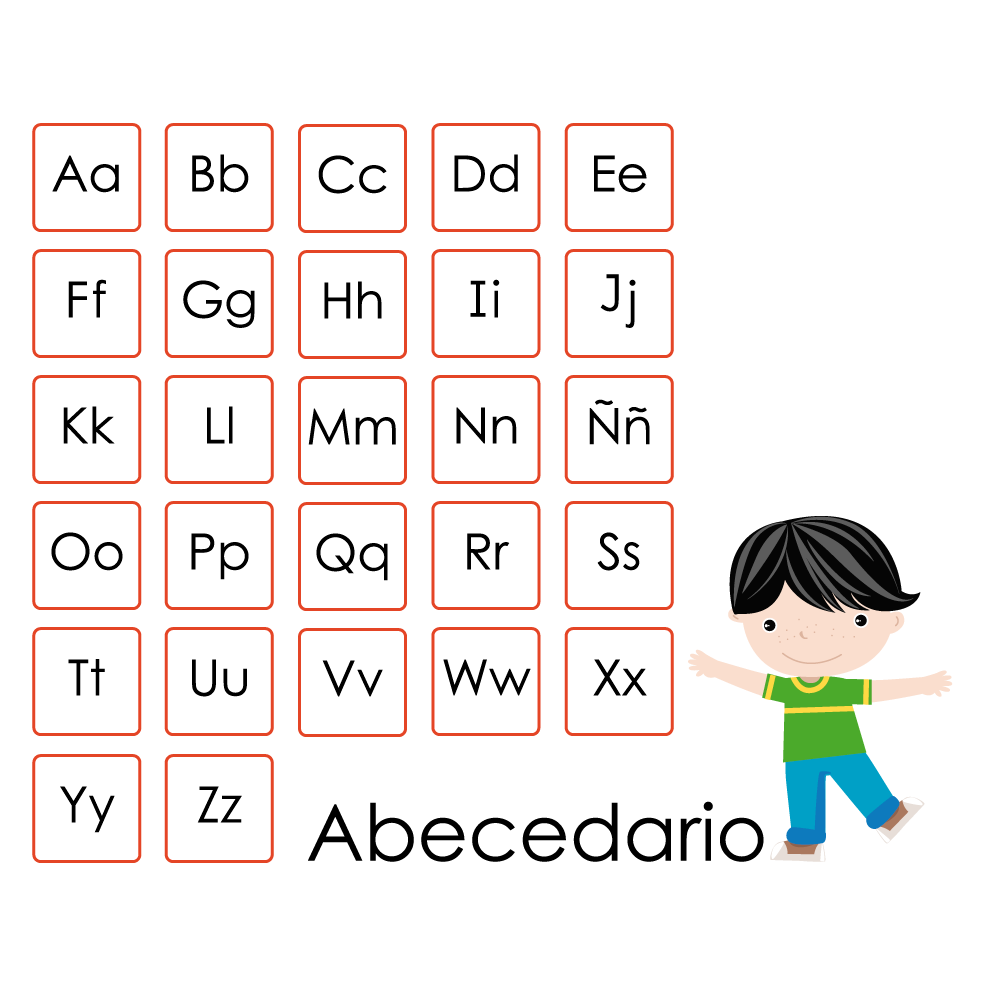 Aa Bb Cc Dd Ee
Ff Gg Hh Ii Jj
Kk Ll Mm Nn Ññ
Oo Pp Qq Rr Ss
Tt Uu Vv Ww Xx
Yy Zz
Abecedario